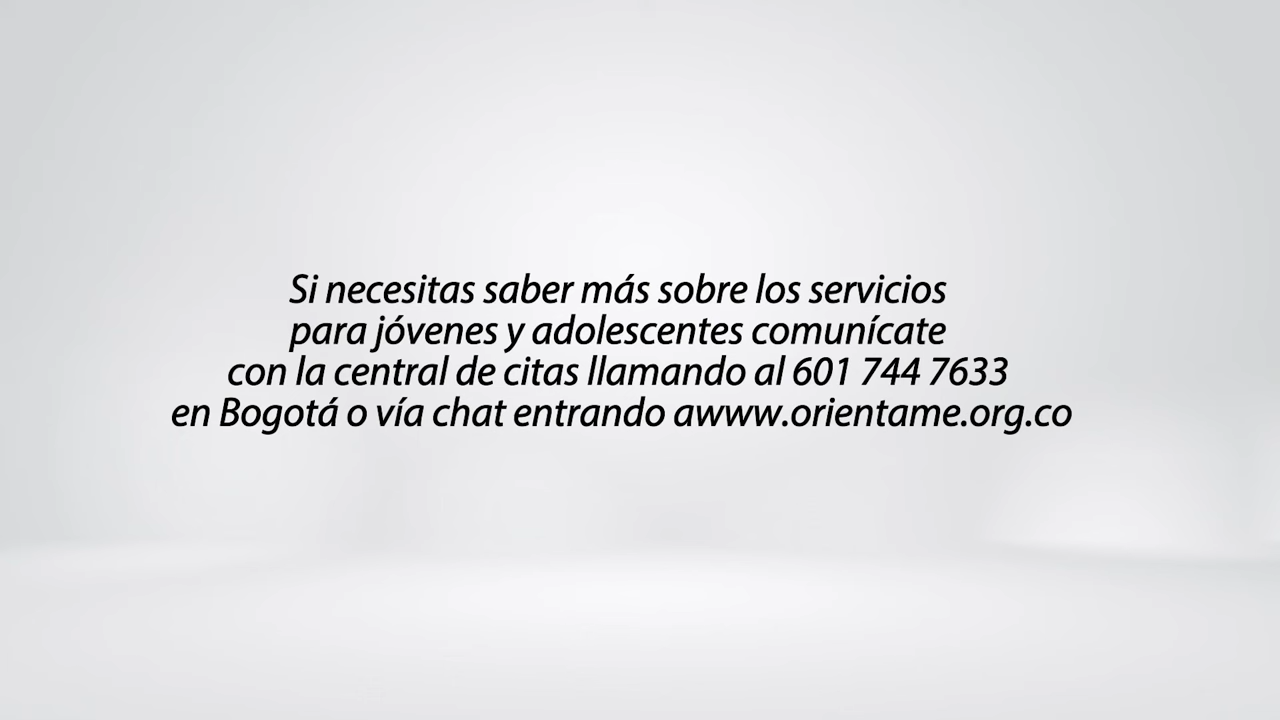 Si necesitas saber más sobre los servicios
para jóvenes y adolescentes comunícate
con la central de citas llamando al 601 744 7633
en Bogotá o vía chat entrando awww.orientame.org.co